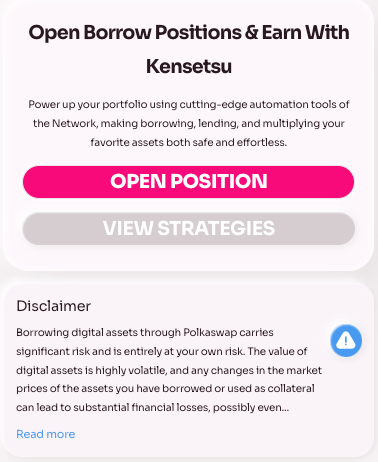 Open Borrow Positions & Earn With
Kensetsu
Power up your portfolio using cutting-edge automation tools of
the Network, making borrowing, lending, and multiplying your
favorite assets both safe and effortless.
OPEN POSITION
VIEW STRATEGIES
Disclaimer
Borrowing digital assets through Polkaswap carries
significant risk and is entirely at your own risk. The value of
digital assets is highly volatile, and any changes in the market
prices of the assets you have borrowed or used as collateral
can lead to substantial financial losses, possibly even...
Read more